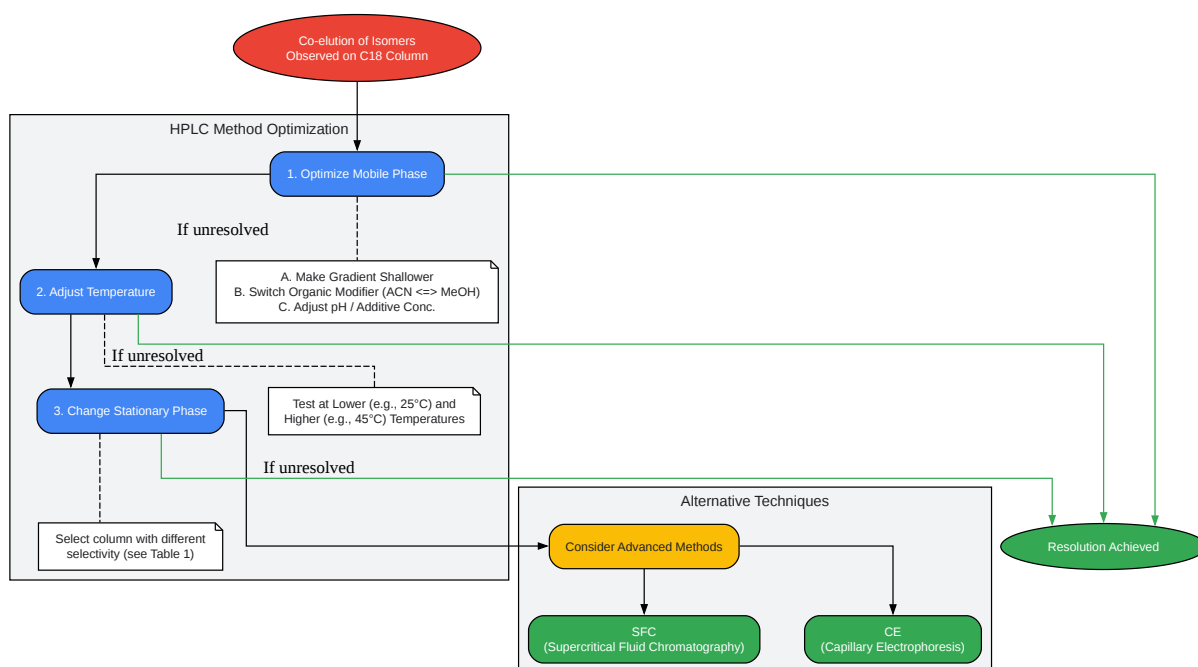 Co-elution of Isomers
Observed on C18 Column
HPLC Method Optimization
1. Optimize Mobile Phase
If unresolved
A. Make Gradient Shallower
B. Switch Organic Modifier (ACN <=> MeOH)
C. Adjust pH / Additive Conc.
2. Adjust Temperature
If unresolved
Test at Lower (e.g., 25°C) and
Higher (e.g., 45°C) Temperatures
3. Change Stationary Phase
If unresolved
Select column with different
selectivity (see Table 1)
Alternative Techniques
Consider Advanced Methods
Resolution Achieved
SFC
(Supercritical Fluid Chromatography)
CE
(Capillary Electrophoresis)